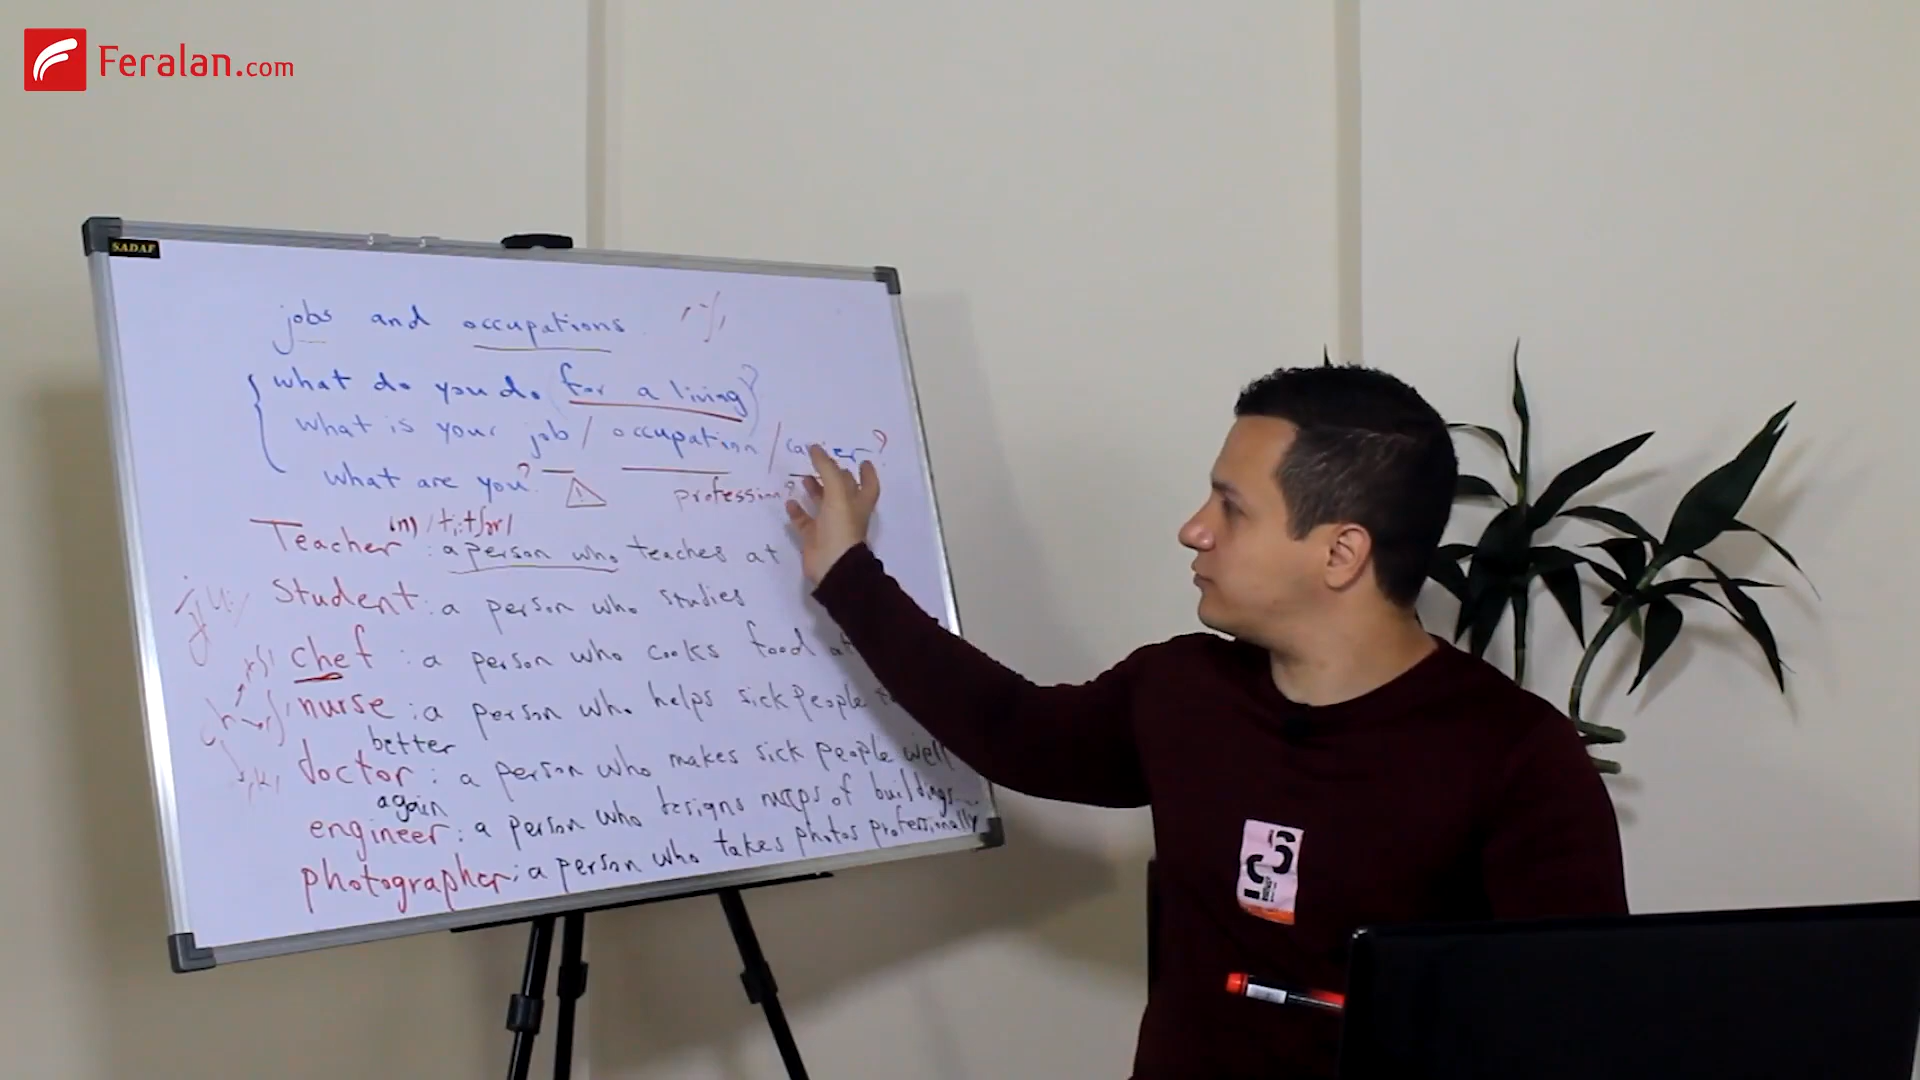 Feralan.com
SADAF
jobs and occupations
what do you do for a living?
what is your job / occupation / carrier?
what are you?
profession?
(n) /ti:tʃər/
Teacher : a person who teaches at
Student : a person who studies
chef : a person who cooks food at
nurse : a person who helps sick people
better
doctor : a person who makes sick people well
again
engineer : a person who designs maps of buildings...
photographer : a person who takes photos professionally